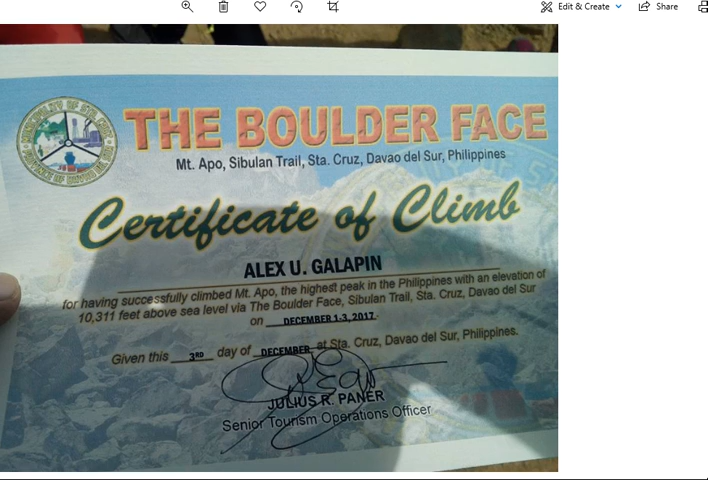 Edit & Create
Share
THE BOULDER FACE
Mt. Apo, Sibulan Trail, Sta. Cruz, Davao del Sur, Philippines
Certificate of Climb
ALEX U. GALAPIN
for having successfully climbed Mt. Apo, the highest peak in the Philippines with an elevation of
10,311 feet above sea level via The Boulder Face, Sibulan Trail, Sta. Cruz, Davao del Sur
on DECEMBER 1-3, 2017
Given this 3RD day of DECEMBER at Sta. Cruz, Davao del Sur, Philippines.
JULIUS R. PANER
Senior Tourism Operations Officer